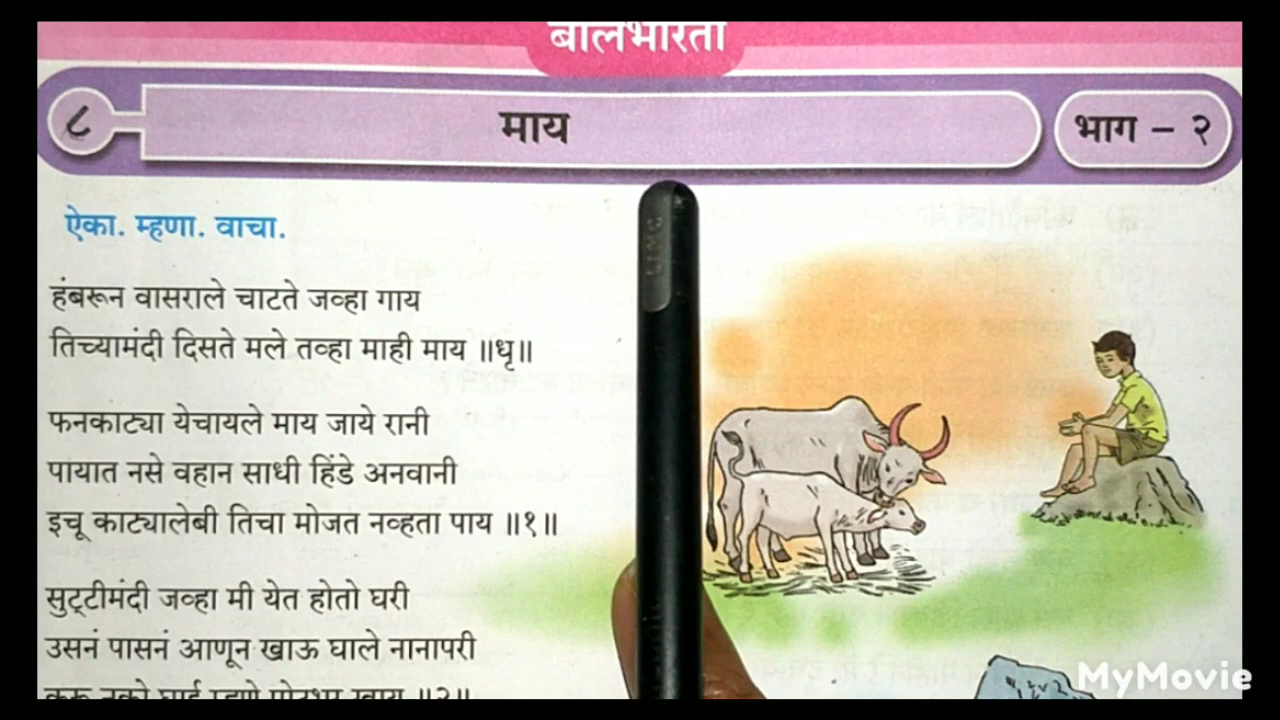 बालभारती
८
माय
भाग – २
ऐका. म्हणा. वाचा.
हंबरून वासराले चाटते जव्हा गाय
तिच्यामंदी दिसते मले तव्हा माही माय ॥धृ॥
फनकाट्या येचायले माय जाये रानी
पायात नसे वहान साधी हिंडे अनवानी
इचू काट्यालेबी तिचा मोजत नव्हता पाय ॥१॥
सुट्टीमंदी जव्हा मी येत होतो घरी
उसनं पासनं आणून खाऊ घाले नानापरी
MyMovie